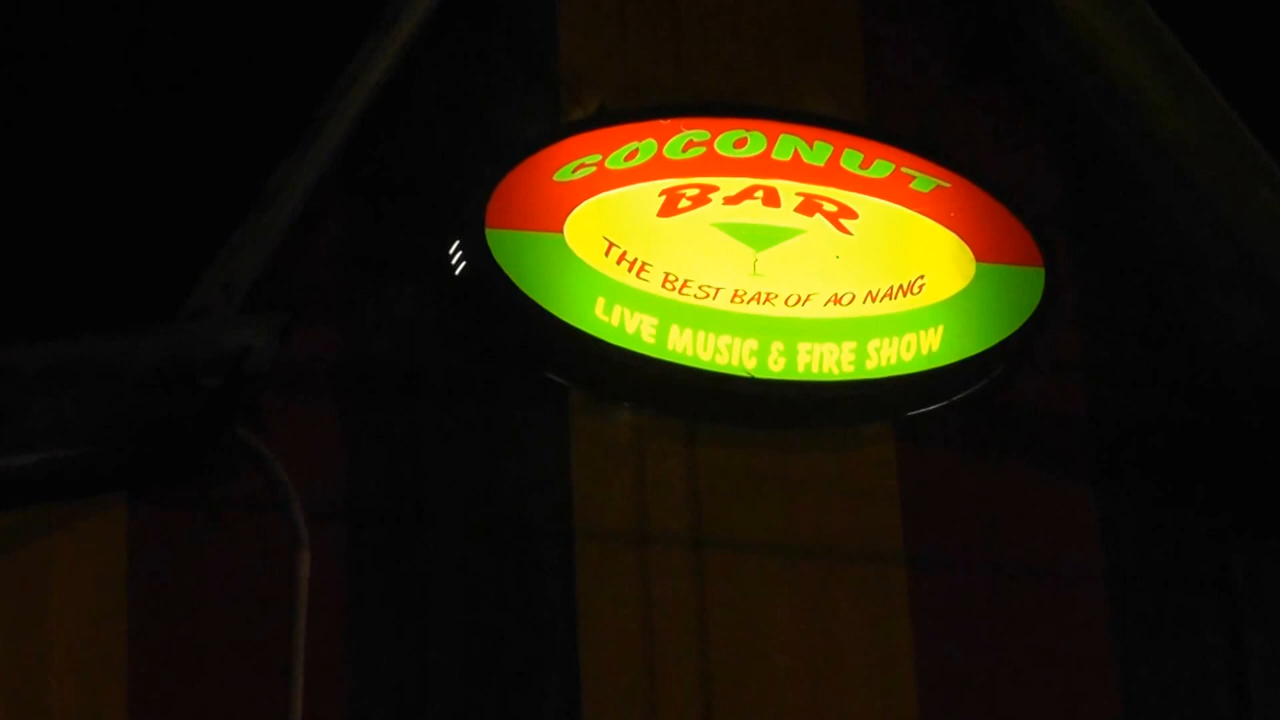 COCONUT
BAR
THE BEST BAR OF AO NANG
LIVE MUSIC & FIRE SHOW